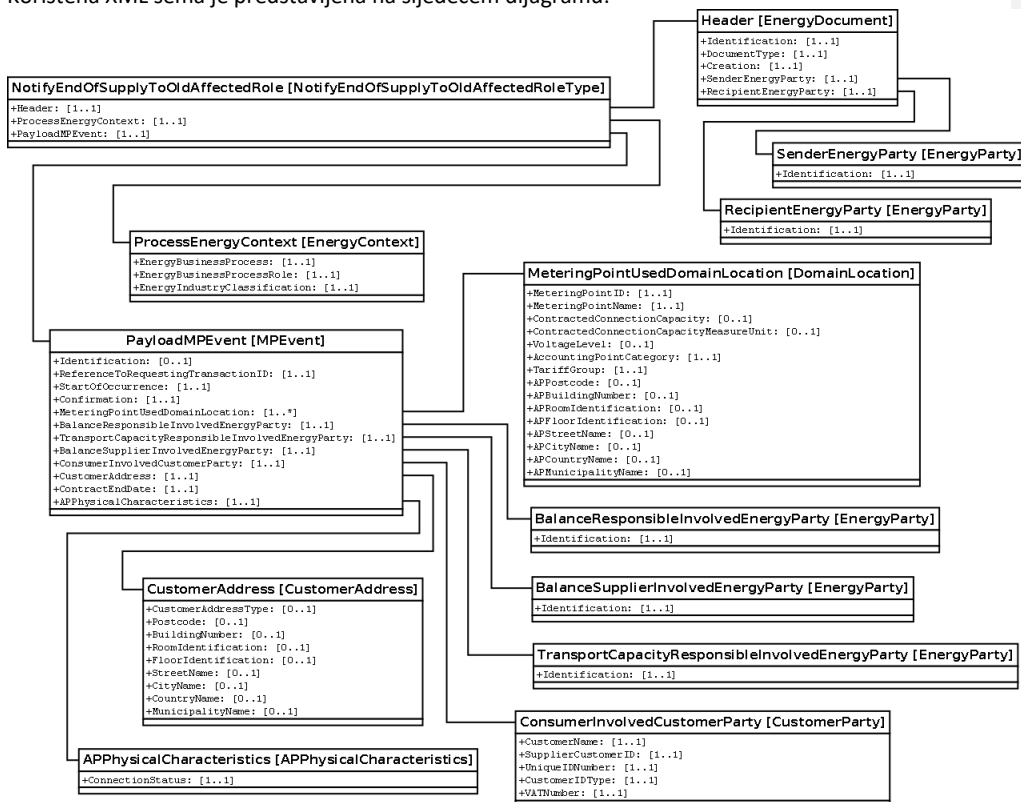 Korištena XML šema je predstavljena na sljedećem dijagramu:
Header [EnergyDocument]
+Identification: [1..1]
+DocumentType: [1..1]
+Creation: [1..1]
+SenderEnergyParty: [1..1]
+RecipientEnergyParty: [1..1]
NotifyEndOfSupplyToOldAffectedRole [NotifyEndOfSupplyToOldAffectedRoleType]
+Header: [1..1]
+ProcessEnergyContext: [1..1]
+PayloadMPEvent: [1..1]
SenderEnergyParty [EnergyParty]
+Identification: [1..1]
RecipientEnergyParty [EnergyParty]
+Identification: [1..1]
ProcessEnergyContext [EnergyContext]
+EnergyBusinessProcess: [1..1]
+EnergyBusinessProcessRole: [1..1]
+EnergyIndustryClassification: [1..1]
MeteringPointUsedDomainLocation [DomainLocation]
+MeteringPointID: [1..1]
+MeteringPointName: [1..1]
+ContractedConnectionCapacity: [0..1]
+ContractedConnectionCapacityMeasureUnit: [0..1]
+VoltageLevel: [0..1]
+AccountingPointCategory: [1..1]
+TariffGroup: [1..1]
+APPostcode: [0..1]
+APBuildingNumber: [0..1]
+APRoomIdentification: [0..1]
+APFloorIdentification: [0..1]
+APStreetName: [0..1]
+APCityName: [0..1]
+APCountryName: [0..1]
+APMunicipalityName: [0..1]
PayloadMPEvent [MPEvent]
+Identification: [0..1]
+ReferenceToRequestingTransactionID: [1..1]
+StartOfOccurrence: [1..1]
+Confirmation: [1..1]
+MeteringPointUsedDomainLocation: [1..*]
+BalanceResponsibleInvolvedEnergyParty: [1..1]
+TransportCapacityResponsibleInvolvedEnergyParty: [1..1]
+BalanceSupplierInvolvedEnergyParty: [1..1]
+ConsumerInvolvedCustomerParty: [1..1]
+CustomerAddress: [1..1]
+ContractEndDate: [1..1]
+APPhysicalCharacteristics: [1..1]
BalanceResponsibleInvolvedEnergyParty [EnergyParty]
+Identification: [1..1]
CustomerAddress [CustomerAddress]
+CustomerAddressType: [0..1]
+Postcode: [0..1]
+BuildingNumber: [0..1]
+RoomIdentification: [0..1]
+FloorIdentification: [0..1]
+StreetName: [0..1]
+CityName: [0..1]
+CountryName: [0..1]
+MunicipalityName: [0..1]
BalanceSupplierInvolvedEnergyParty [EnergyParty]
+Identification: [1..1]
TransportCapacityResponsibleInvolvedEnergyParty [EnergyParty]
+Identification: [1..1]
ConsumerInvolvedCustomerParty [CustomerParty]
+CustomerName: [1..1]
+SupplierCustomerID: [1..1]
+UniqueIDNumber: [1..1]
+CustomerIDType: [1..1]
+VATNumber: [1..1]
APPhysicalCharacteristics [APPhysicalCharacteristics]
+ConnectionStatus: [1..1]